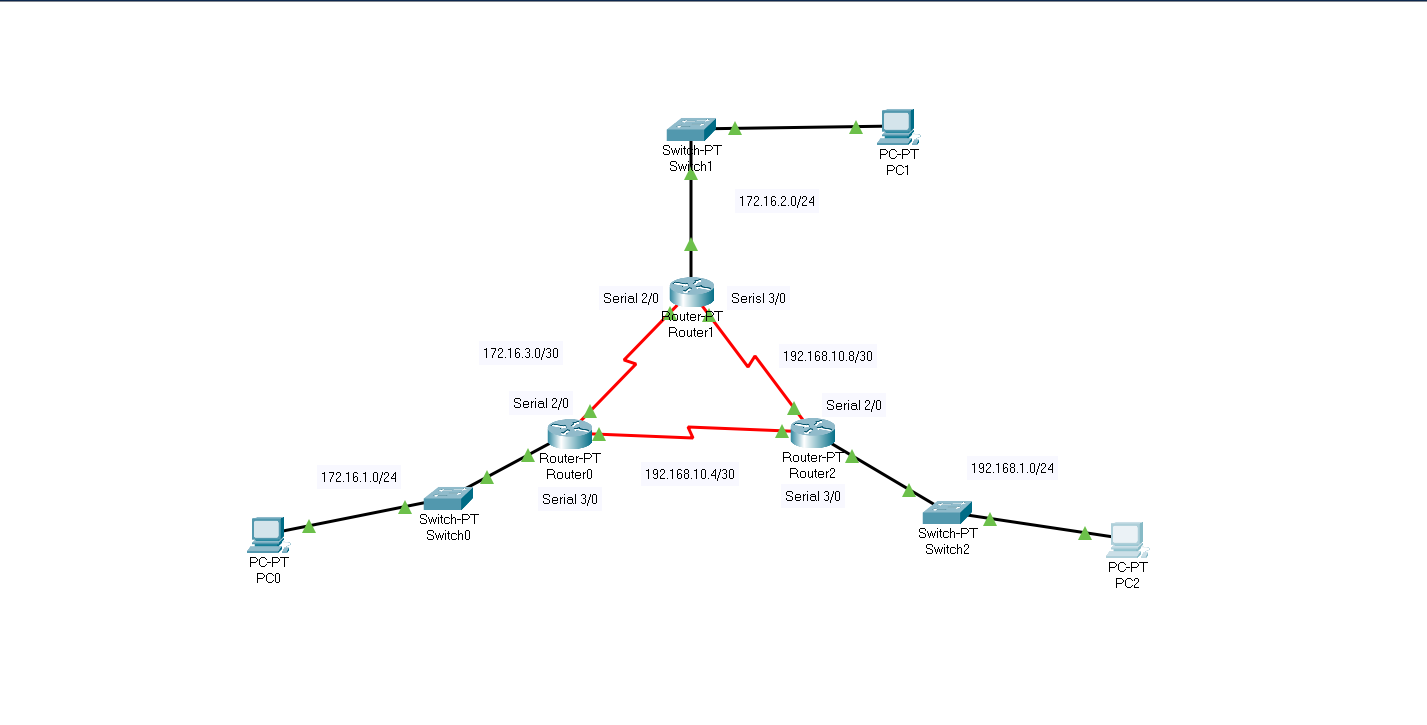 Switch-PT
Switch1
PC-PT
PC1
172.16.2.0/24
Serial 2/0
Serisl 3/0
Router-PT
Router1
172.16.3.0/30
192.168.10.8/30
Serial 2/0
Serial 2/0
Router-PT
Router0
Router-PT
Router2
192.168.10.4/30
172.16.1.0/24
192.168.1.0/24
Serial 3/0
Serial 3/0
Switch-PT
Switch0
Switch-PT
Switch2
PC-PT
PC0
PC-PT
PC2